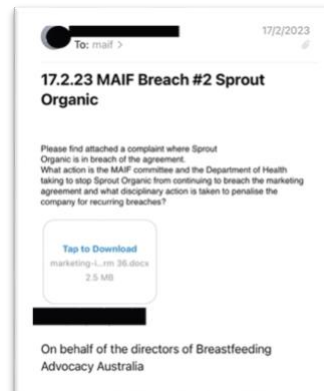 17/2/2023
To: maif >
17.2.23 MAIF Breach #2 Sprout
Organic
Please find attached a complaint where Sprout
Organic is in breach of the agreement.
What action is the MAIF committee and the Department of Health
taking to stop Sprout Organic from continuing to breach the marketing
agreement and what disciplinary action is taken to penalise the
company for recurring breaches?
Tap to Download
marketing-i...rm 36.docx
2.5 MB
On behalf of the directors of Breastfeeding
Advocacy Australia